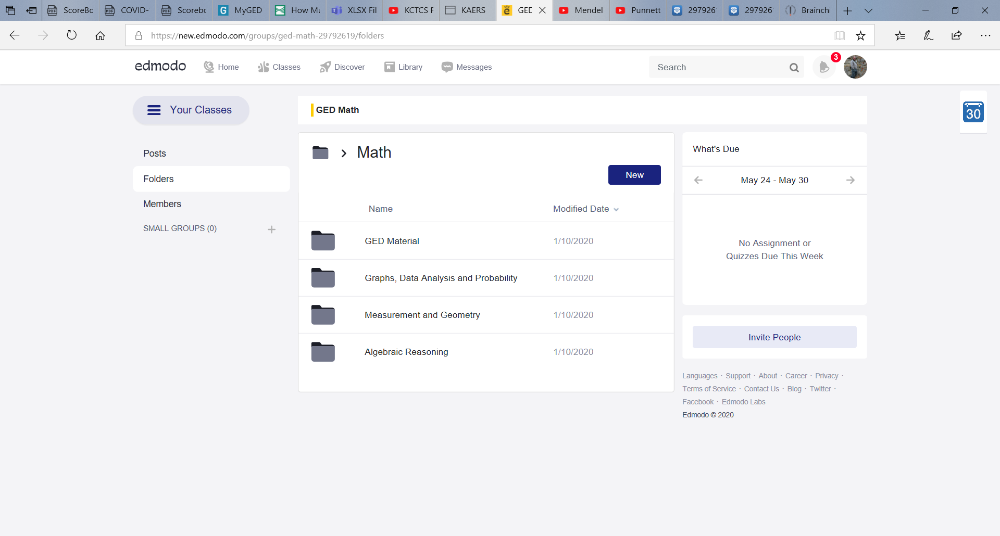 ScoreBo COVID- Scorebc MyGED How Mu XLSX Fil KCTCS F KAERS GED Mendel Punnett 297926 297926 Brainchi
https://new.edmodo.com/groups/ged-math-29792619/folders
edmodo Home Classes Discover Library Messages Search 3
Your Classes
GED Math
30
Posts
Folders
Members
SMALL GROUPS (0)
Math
New
Name Modified Date
GED Material 1/10/2020
Graphs, Data Analysis and Probability 1/10/2020
Measurement and Geometry 1/10/2020
Algebraic Reasoning 1/10/2020
What's Due
May 24 - May 30
No Assignment or
Quizzes Due This Week
Invite People
Languages · Support · About · Career · Privacy ·
Terms of Service · Contact Us · Blog · Twitter ·
Facebook · Edmodo Labs
Edmodo © 2020